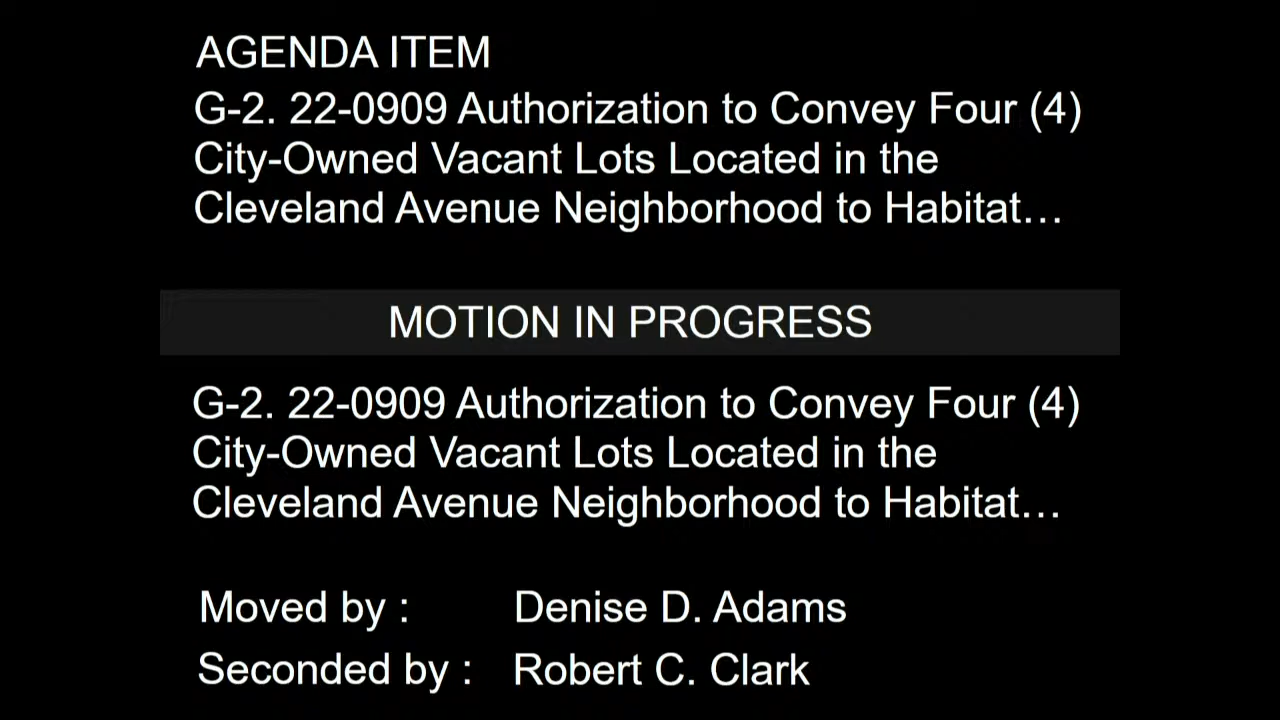 AGENDA ITEM
G-2. 22-0909 Authorization to Convey Four (4)
City-Owned Vacant Lots Located in the
Cleveland Avenue Neighborhood to Habitat…
MOTION IN PROGRESS
G-2. 22-0909 Authorization to Convey Four (4)
City-Owned Vacant Lots Located in the
Cleveland Avenue Neighborhood to Habitat…
Moved by : Denise D. Adams
Seconded by : Robert C. Clark